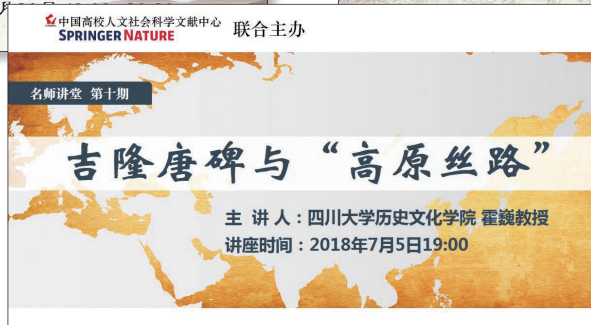 中国高校人文社会科学文献中心
SPRINGER NATURE
联合主办
名师讲堂 第十期
吉隆唐碑与“高原丝路”
主 讲 人：四川大学历史文化学院 霍巍教授
讲座时间：2018年7月5日19:00